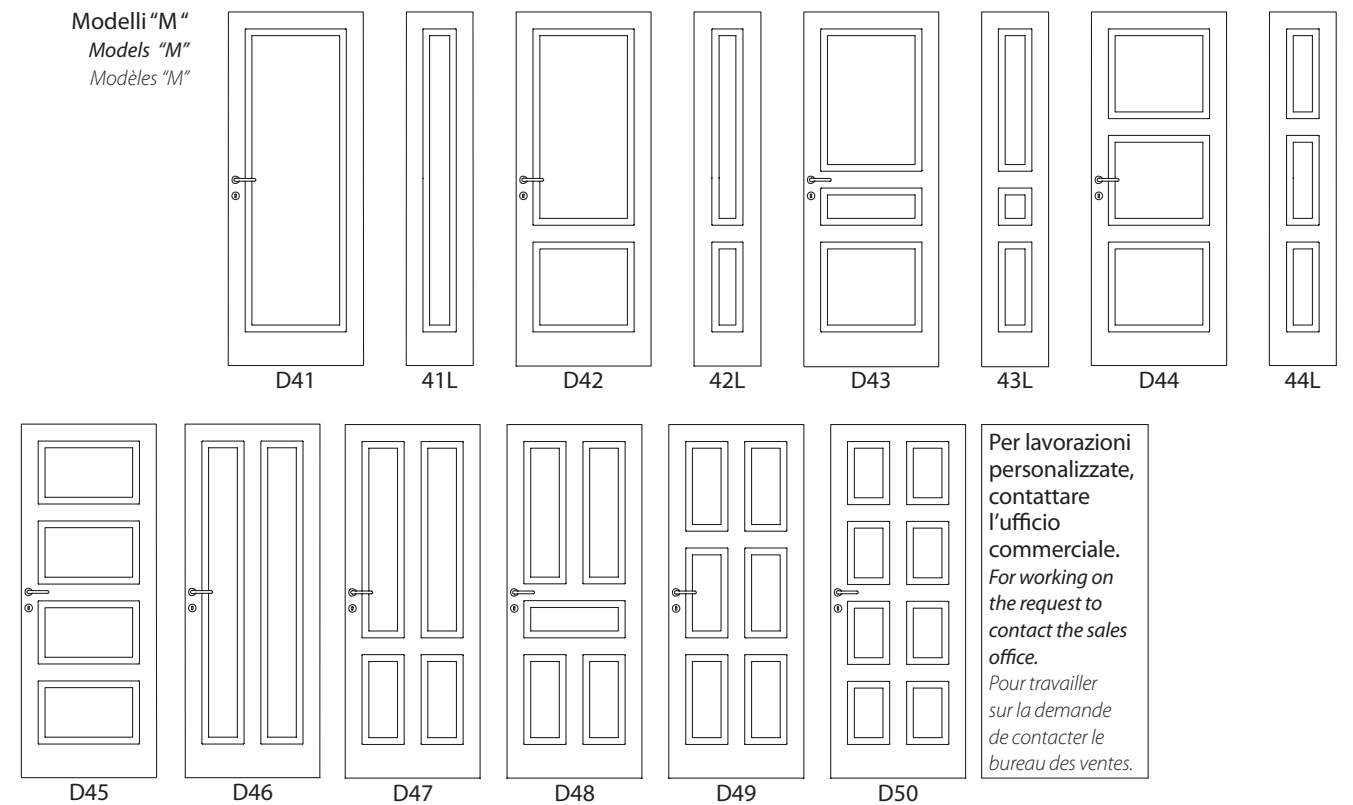 Modelli “M “
Models “M”
Modèles “M”
D41
41L
D42
42L
D43
43L
D44
44L
D45
D46
D47
D48
D49
D50
Per lavorazioni
personalizzate,
contattare
l’ufficio
commerciale.
For working on
the request to
contact the sales
office.
Pour travailler
sur la demande
de contacter le
bureau des ventes.